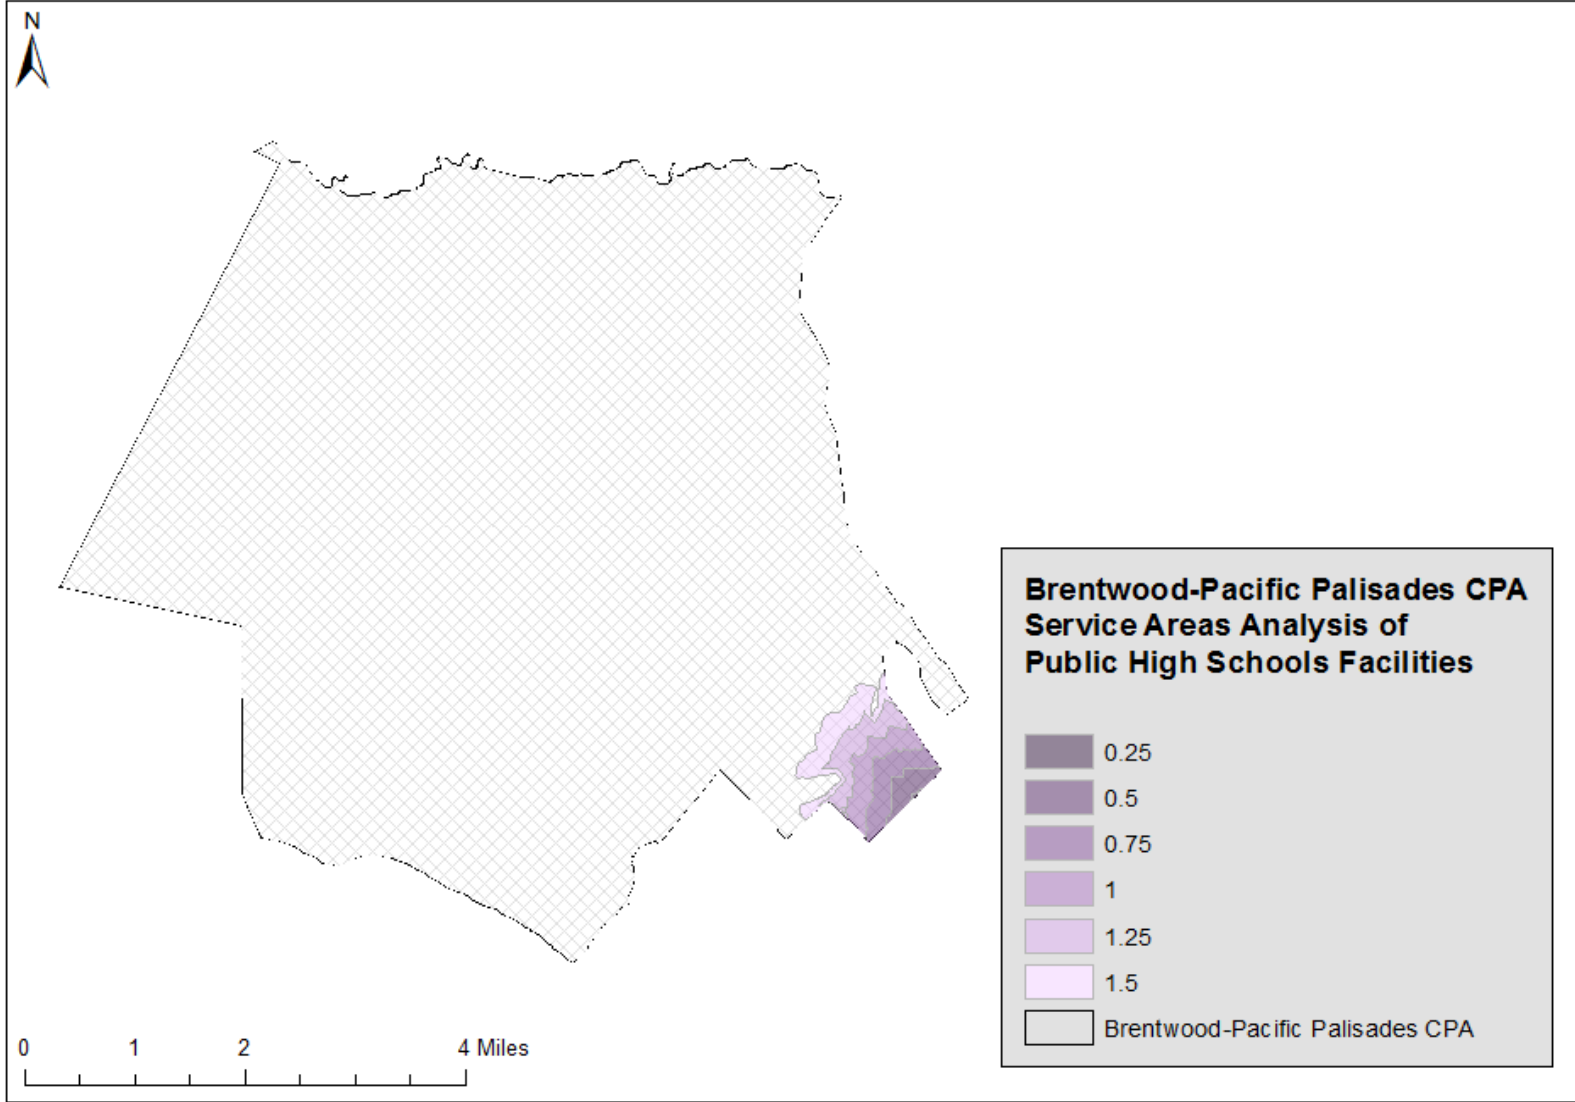 N
Brentwood-Pacific Palisades CPA
Service Areas Analysis of
Public High Schools Facilities
0.25
0.5
0.75
1
1.25
1.5
Brentwood-Pacific Palisades CPA
0 1 2 4 Miles